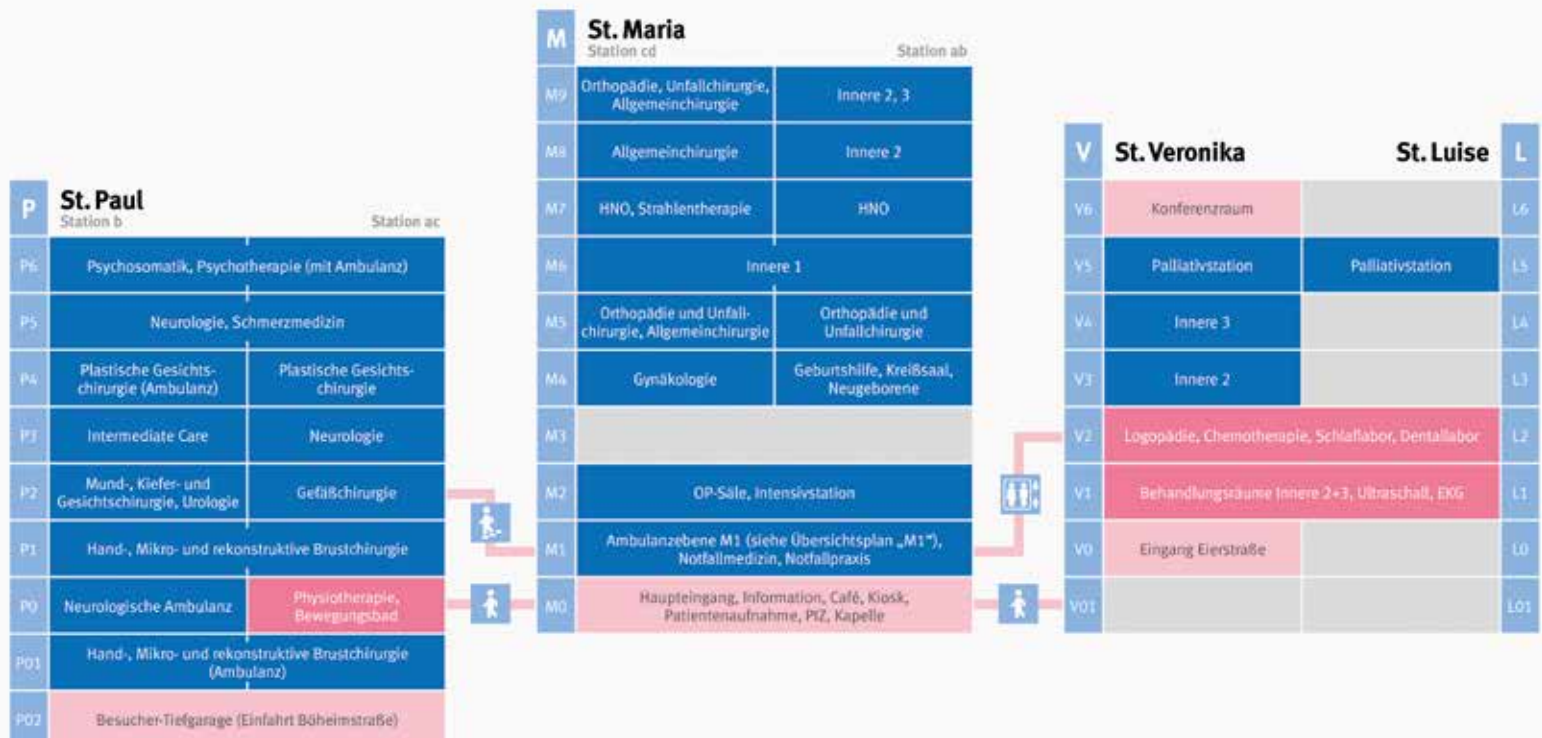 P
St. Paul
Station b
Station ac
P6
Psychosomatik, Psychotherapie (mit Ambulanz)
P5
Neurologie, Schmerzmedizin
P4
Plastische Gesichts-
chirurgie (Ambulanz)
Plastische Gesichts-
chirurgie
P3
Intermediate Care
Neurologie
P2
Mund-, Kiefer- und
Gesichtschirurgie, Urologie
Gefäßchirurgie
P1
Hand-, Mikro- und rekonstruktive Brustchirurgie
P0
Neurologische Ambulanz
Physiotherapie,
Bewegungsbad
P01
Hand-, Mikro- und rekonstruktive Brustchirurgie
(Ambulanz)
P02
Besucher-Tiefgarage (Einfahrt Böheimstraße)
M
St. Maria
Station cd
Station ab
M9
Orthopädie, Unfallchirurgie,
Allgemeinchirurgie
Innere 2, 3
M8
Allgemeinchirurgie
Innere 2
M7
HNO, Strahlentherapie
HNO
M6
Innere 1
M5
Orthopädie und Unfall-
chirurgie, Allgemeinchirurgie
Orthopädie und
Unfallchirurgie
M4
Gynäkologie
Geburtshilfe, Kreißsaal,
Neugeborene
M3
M2
OP-Säle, Intensivstation
M1
Ambulanzebene M1 (siehe Übersichtsplan „M1“),
Notfallmedizin, Notfallpraxis
M0
Haupteingang, Information, Café, Kiosk,
Patientenaufnahme, PIZ, Kapelle
V
St. Veronika
St. Luise
L
V6
Konferenzraum
L6
V5
Palliativstation
Palliativstation
L5
V4
Innere 3
L4
V3
Innere 2
L3
V2
Logopädie, Chemotherapie, Schlaflabor, Dentallabor
L2
V1
Behandlungsräume Innere 2+3, Ultraschall, EKG
L1
V0
Eingang Eierstraße
L0
V01
L01